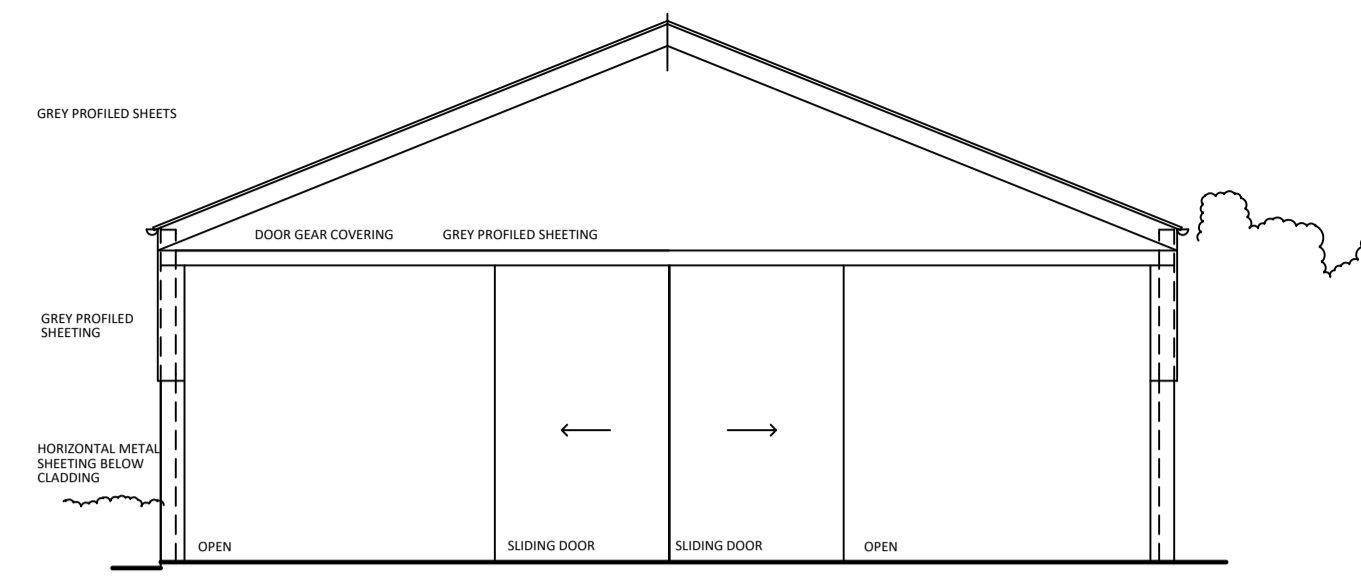 GREY PROFILED SHEETS
DOOR GEAR COVERING
GREY PROFILED SHEETING
GREY PROFILED
SHEETING
HORIZONTAL METAL
SHEETING BELOW
CLADDING
OPEN
SLIDING DOOR
SLIDING DOOR
OPEN